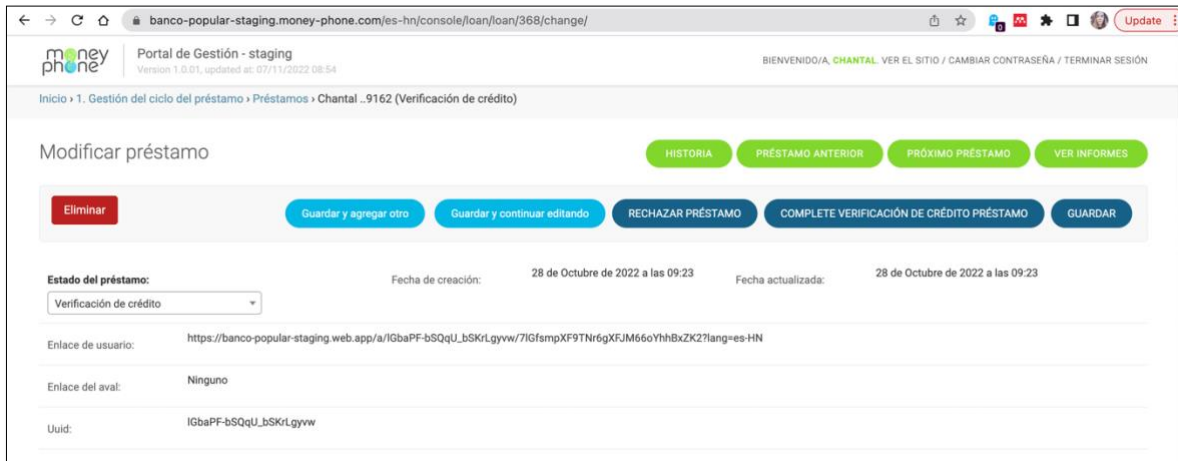 banco-popular-staging.money-phone.com/es-hn/console/loan/loan/368/change/
Update
0
money phone
Portal de Gestión - staging
Version 1.0.01, updated at: 07/11/2022 08:54
BIENVENIDO/A, CHANTAL. VER EL SITIO / CAMBIAR CONTRASEÑA / TERMINAR SESIÓN
Inicio › 1. Gestión del ciclo del préstamo › Préstamos › Chantal ..9162 (Verificación de crédito)
Modificar préstamo
HISTORIA PRÉSTAMO ANTERIOR PRÓXIMO PRÉSTAMO VER INFORMES
Eliminar Guardar y agregar otro Guardar y continuar editando RECHAZAR PRÉSTAMO COMPLETE VERIFICACIÓN DE CRÉDITO PRÉSTAMO GUARDAR
Estado del préstamo: Fecha de creación: 28 de Octubre de 2022 a las 09:23 Fecha actualizada: 28 de Octubre de 2022 a las 09:23
Verificación de crédito
Enlace de usuario: https://banco-popular-staging.web.app/a/lGbaPF-bSQqU_bSKrLgyvw/7lGfsmpXF9TNr6gXFJM66oYhhBxZK2?lang=es-HN
Enlace del aval: Ninguno
Uuid: lGbaPF-bSQqU_bSKrLgyvw